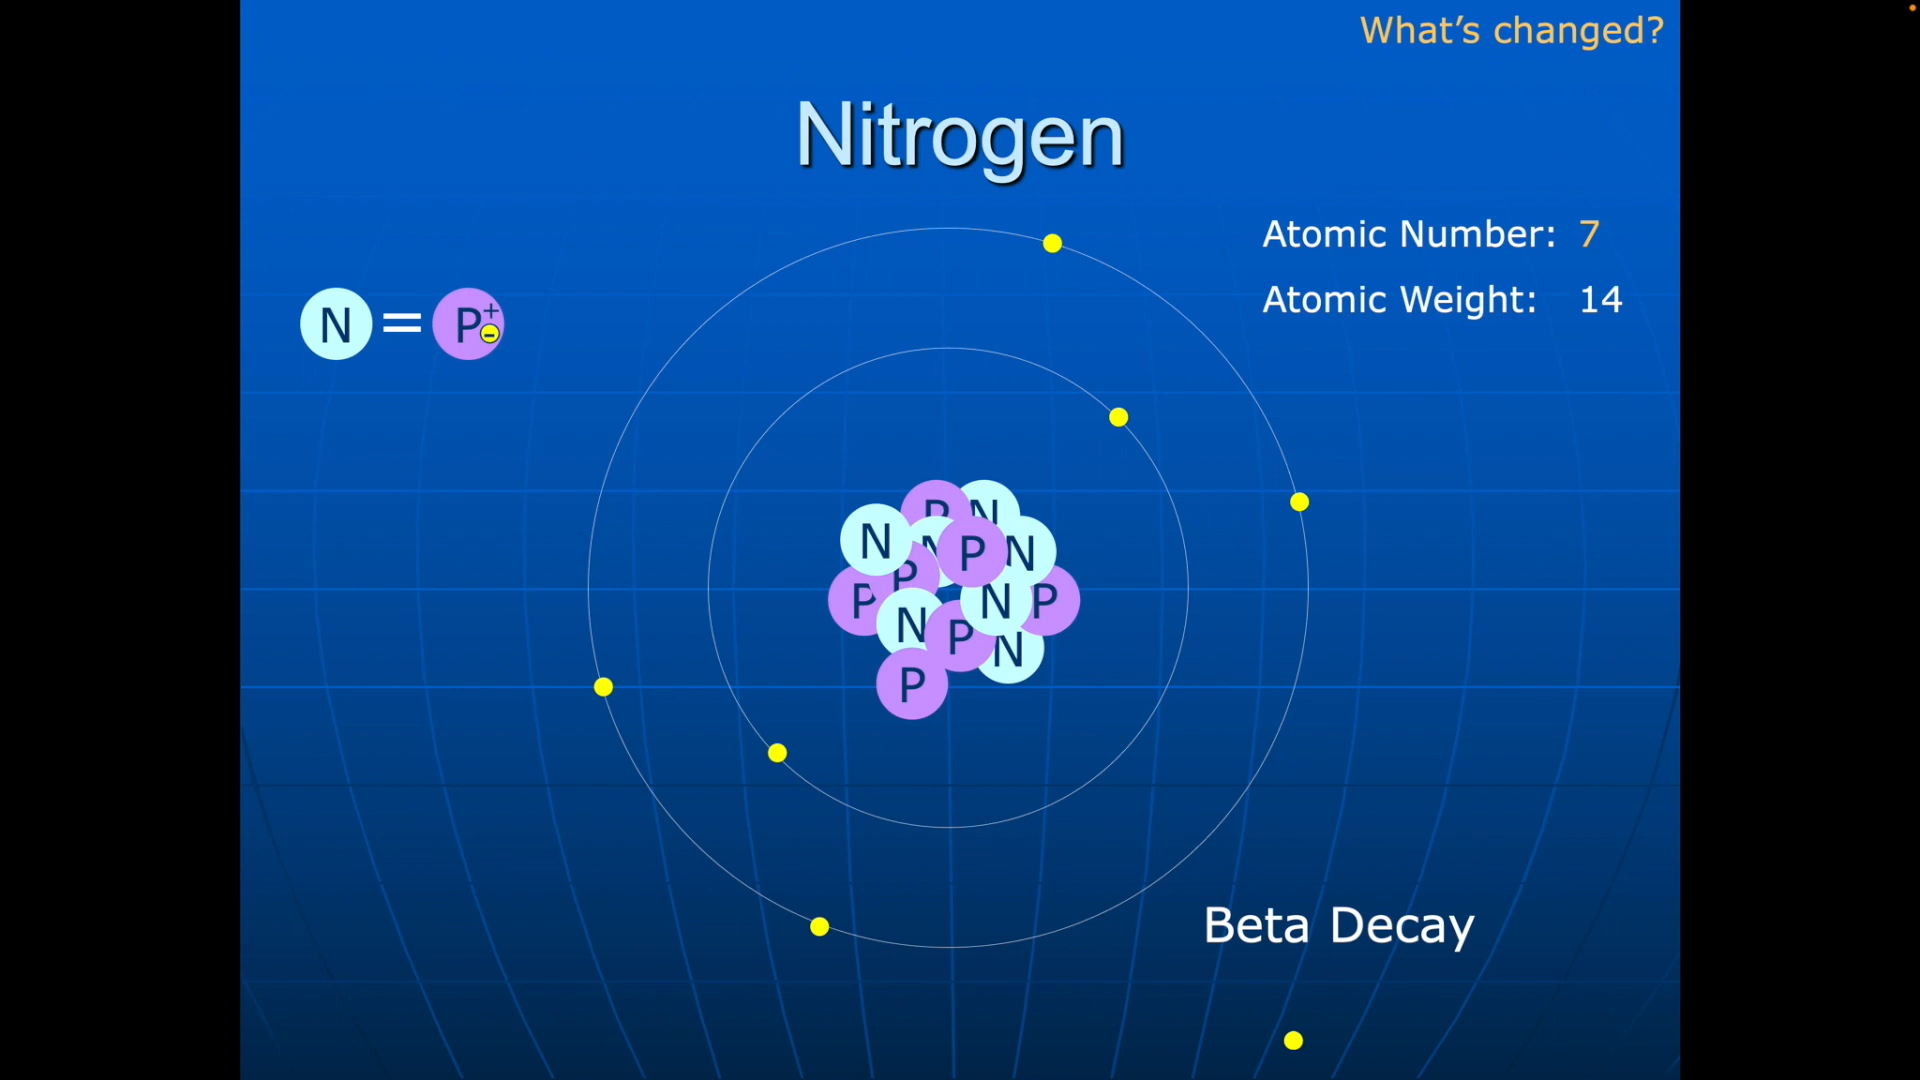 What’s changed?
Nitrogen
Atomic Number: 7
Atomic Weight: 14
N = P+ -
P N
N N P N
P P N P
N P N
P
Beta Decay